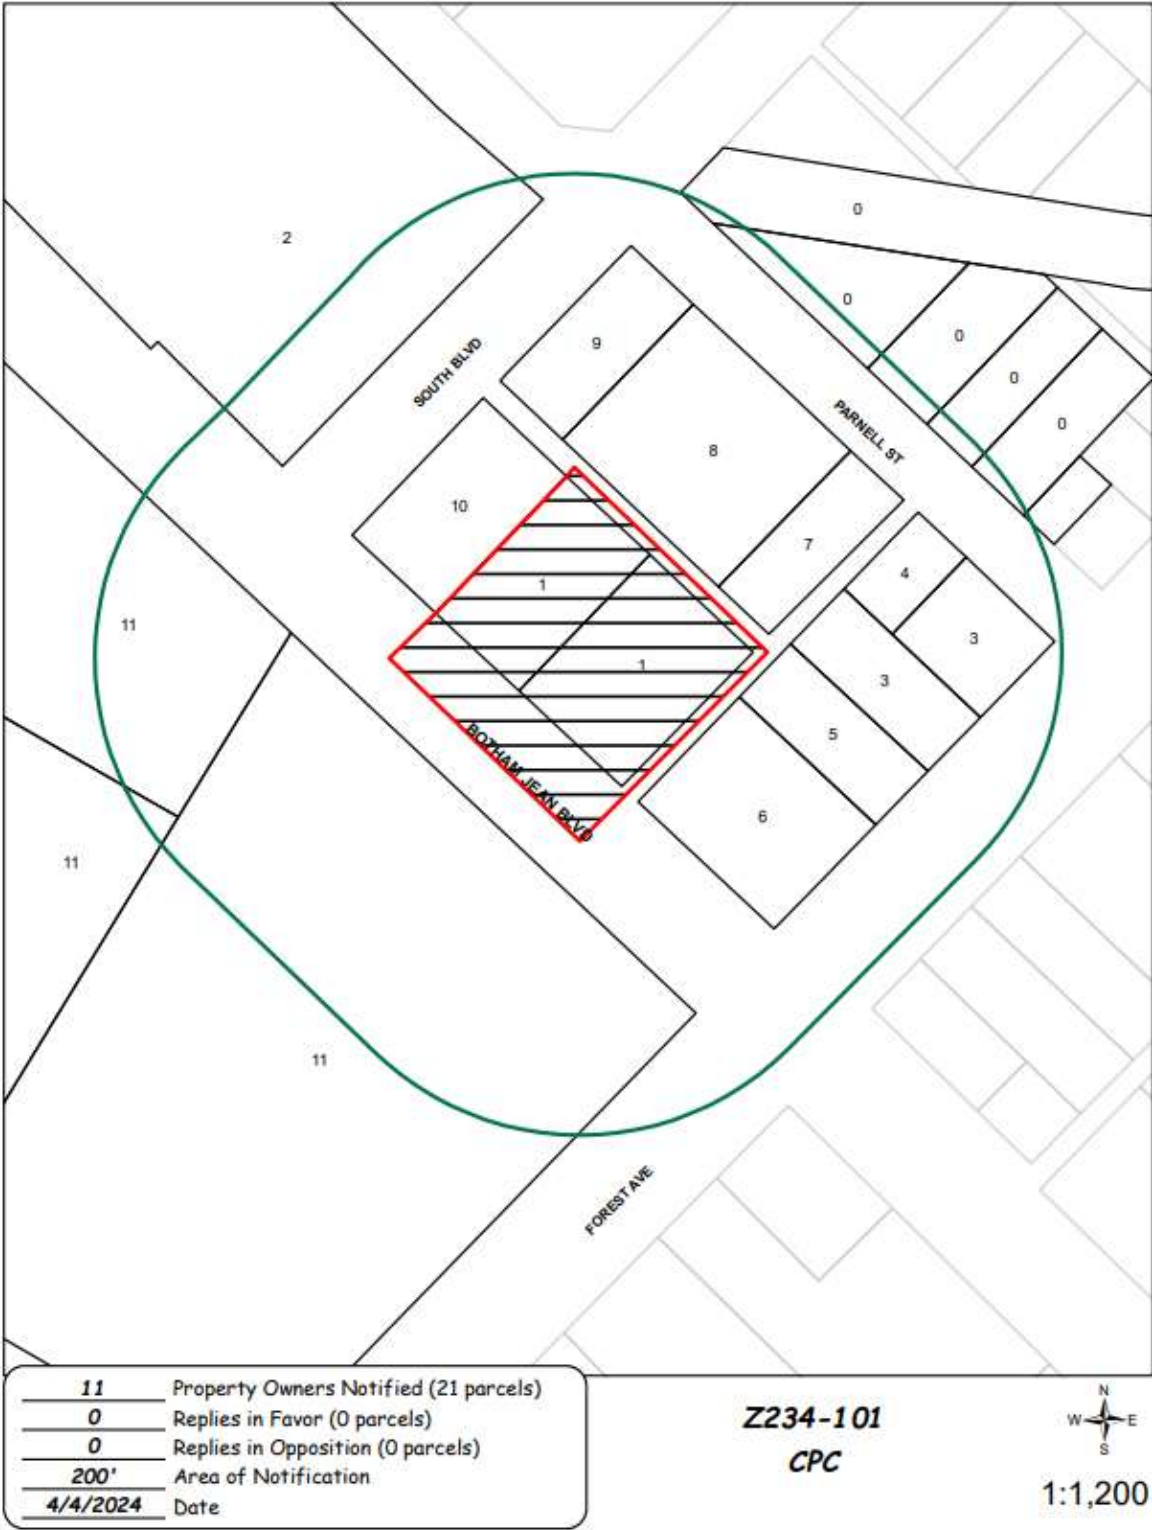 0
2
0
0
9
SOUTH BLVD
0
PARNELL ST
0
8
10
7
4
1
11
3
1
3
5
BOTHAM JEAN BLVD
6
11
11
FOREST AVE
11 Property Owners Notified (21 parcels)
0 Replies in Favor (0 parcels)
0 Replies in Opposition (0 parcels)
200' Area of Notification
4/4/2024 Date
Z234-101
CPC
N
W E
S
1:1,200